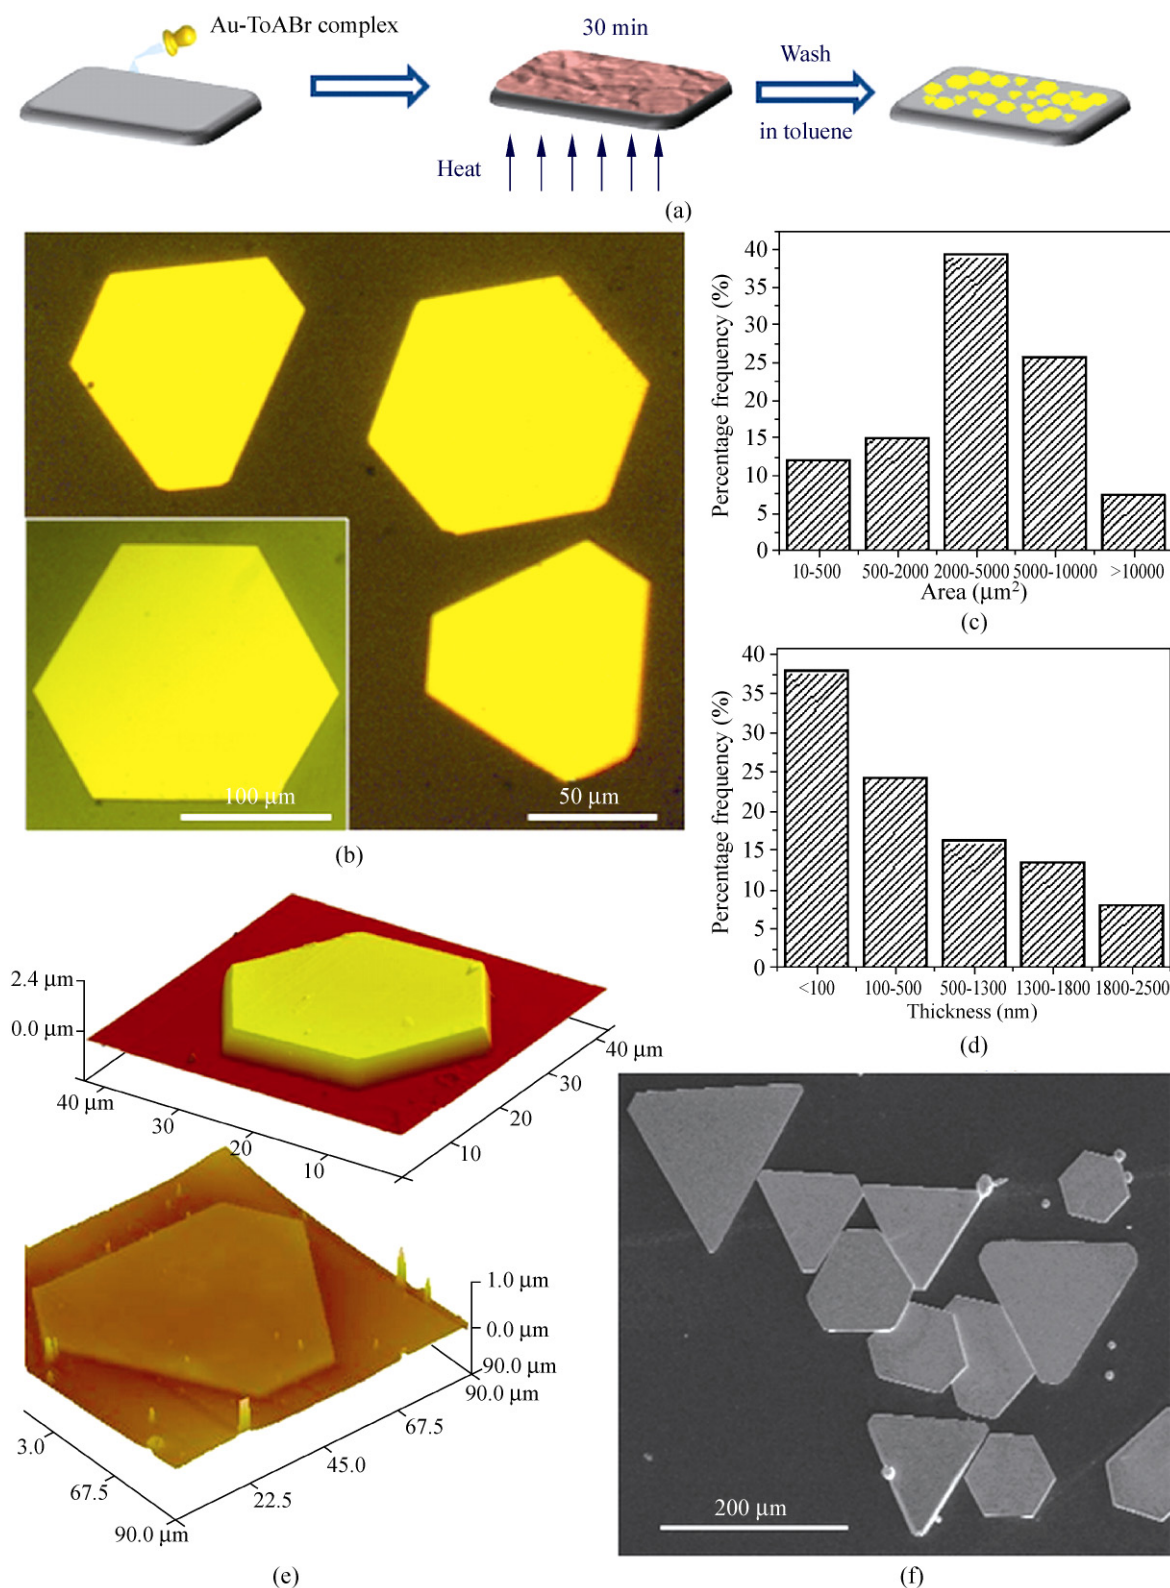 Au-ToABr complex
30 min
Wash
in toluene
Heat
(a)
100 μm
50 μm
(b)
Percentage frequency (%)
40
35
30
25
20
15
10
5
0
10-500 500-2000 2000-5000 5000-10000 >10000
Area (μm²)
(c)
Percentage frequency (%)
40
35
30
25
20
15
10
5
0
<100 100-500 500-1300 1300-1800 1800-2500
Thickness (nm)
(d)
2.4 μm
0.0 μm
40 μm
30
20
10
10
20
30
40 μm
1.0 μm
0.0 μm
90.0 μm
90.0 μm
67.5
45.0
22.5
3.0
67.5
90.0 μm
(e)
200 μm
(f)